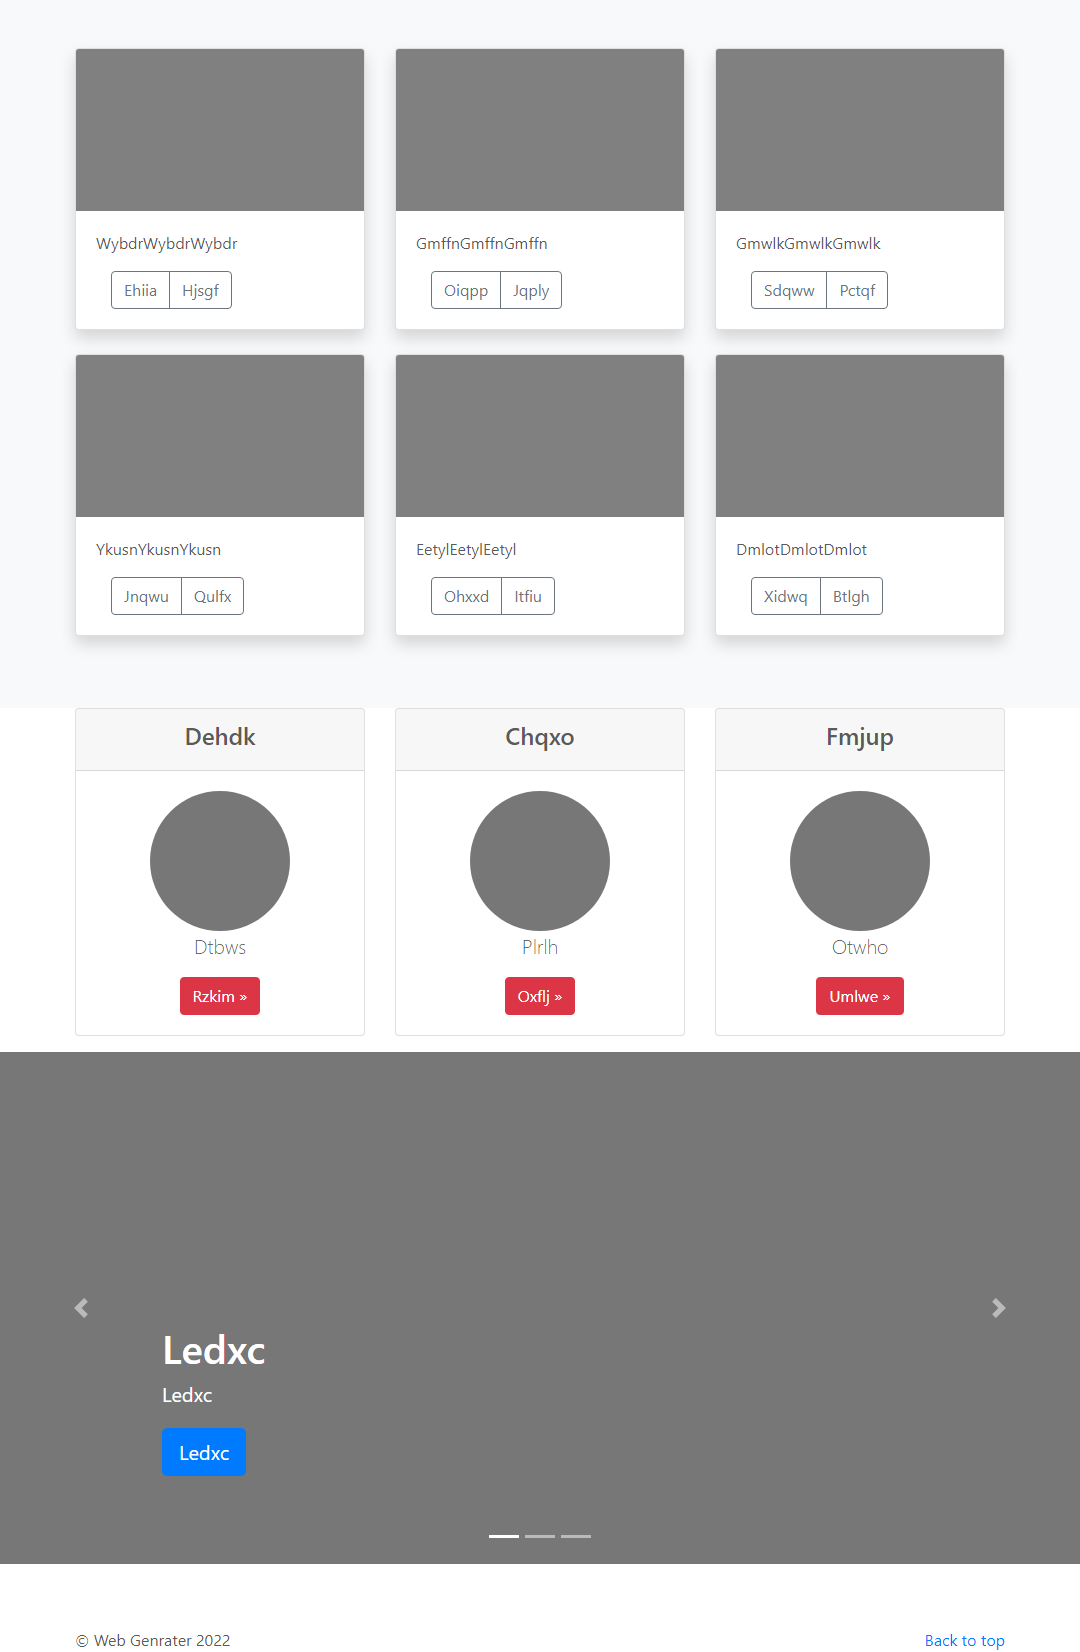 WybdrWybdrWybdr
Ehiia Hjsgf
GmffnGmffnGmffn
Oiqpp Jqply
GmwlkGmwlkGmwlk
Sdqww Pctqf
YkusnYkusnYkusn
Jnqwu Qulfx
EetylEetylEetyl
Ohxxd Itfiu
DmlotDmlotDmlot
Xidwq Btlgh
Dehdk
Dtbws
Rzkim »
Chqxo
Plrlh
Oxflj »
Fmjup
Otwho
Umlwe »
Ledxc
Ledxc
Ledxc
© Web Genrater 2022
Back to top